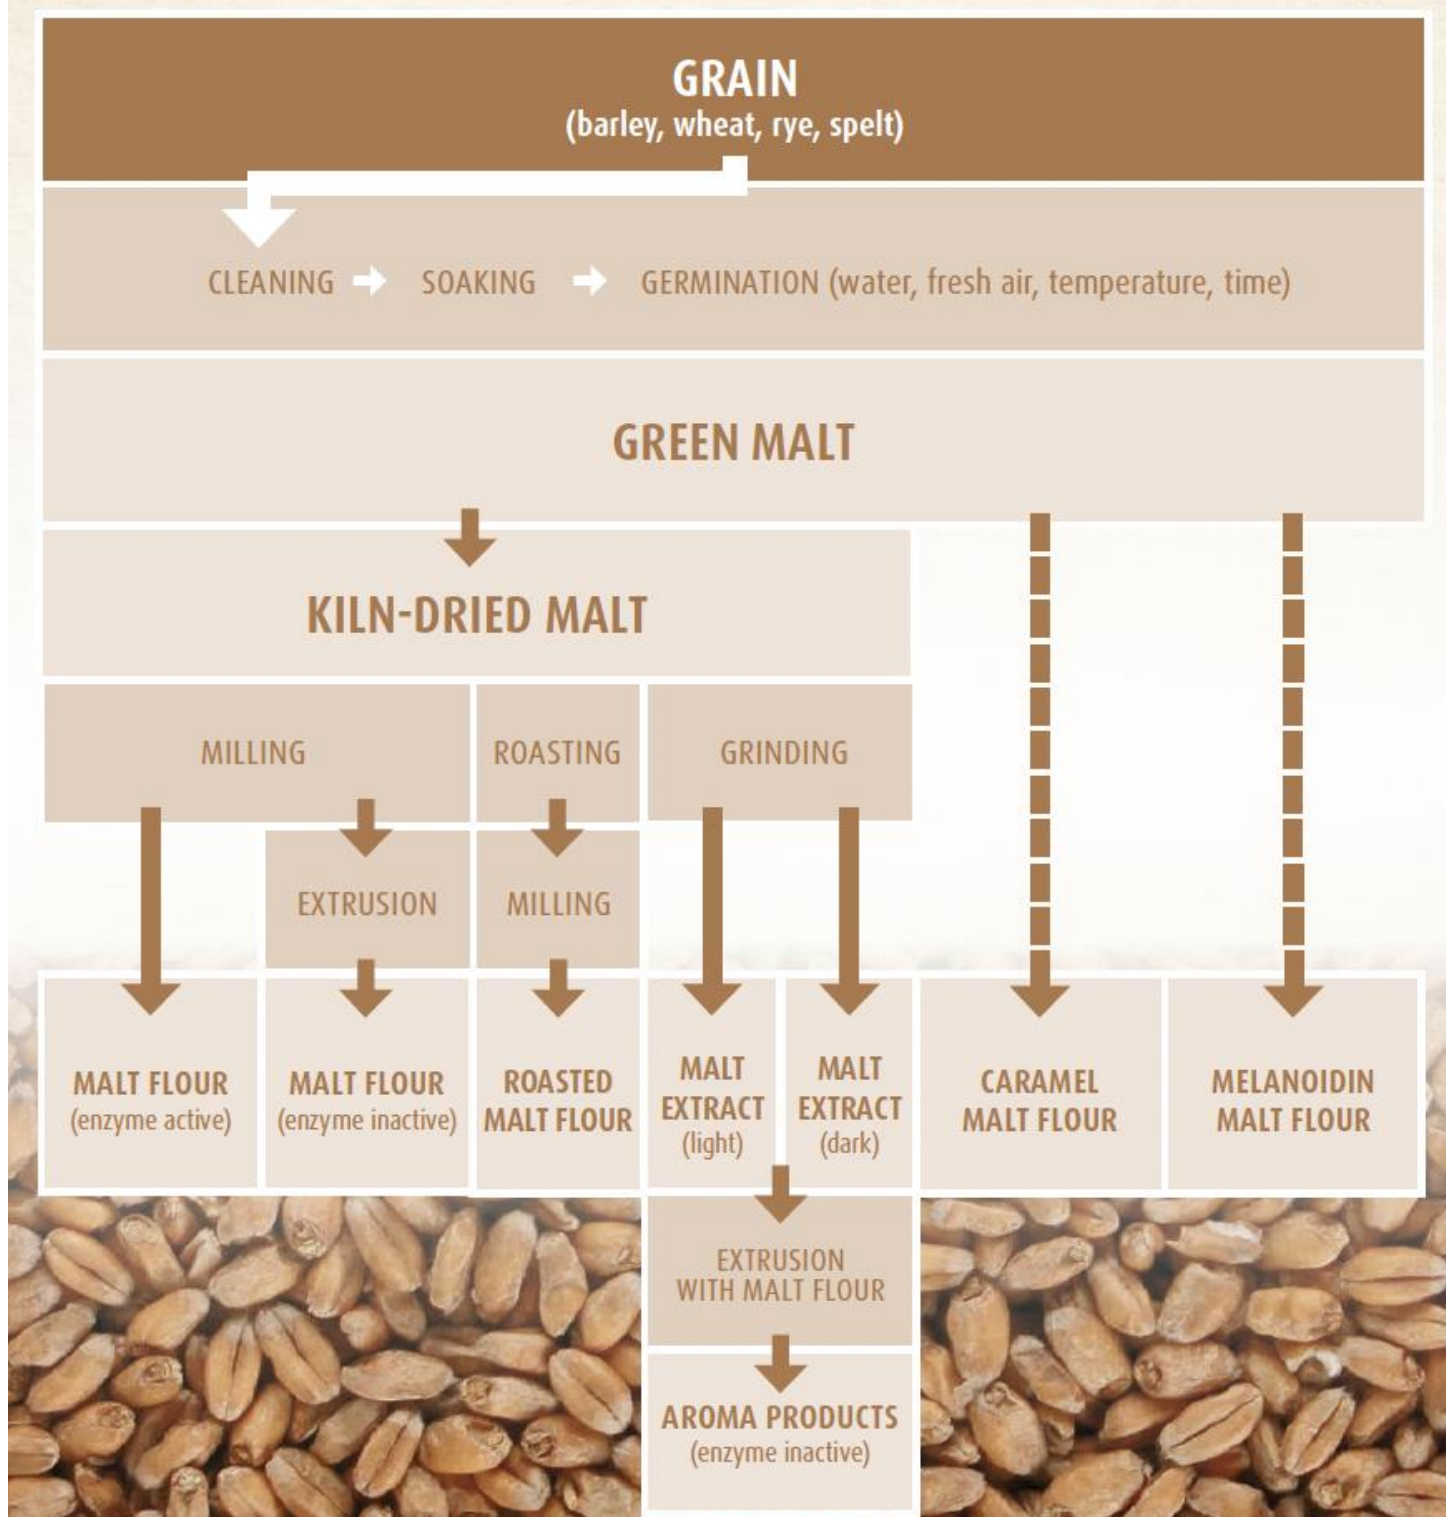 GRAIN
(barley, wheat, rye, spelt)
CLEANING
SOAKING
GERMINATION (water, fresh air, temperature, time)
GREEN MALT
KILN-DRIED MALT
MILLING
ROASTING
GRINDING
EXTRUSION
MILLING
MALT FLOUR
(enzyme active)
MALT FLOUR
(enzyme inactive)
ROASTED
MALT FLOUR
MALT
EXTRACT
(light)
MALT
EXTRACT
(dark)
CARAMEL
MALT FLOUR
MELANOIDIN
MALT FLOUR
EXTRUSION
WITH MALT FLOUR
AROMA PRODUCTS
(enzyme inactive)